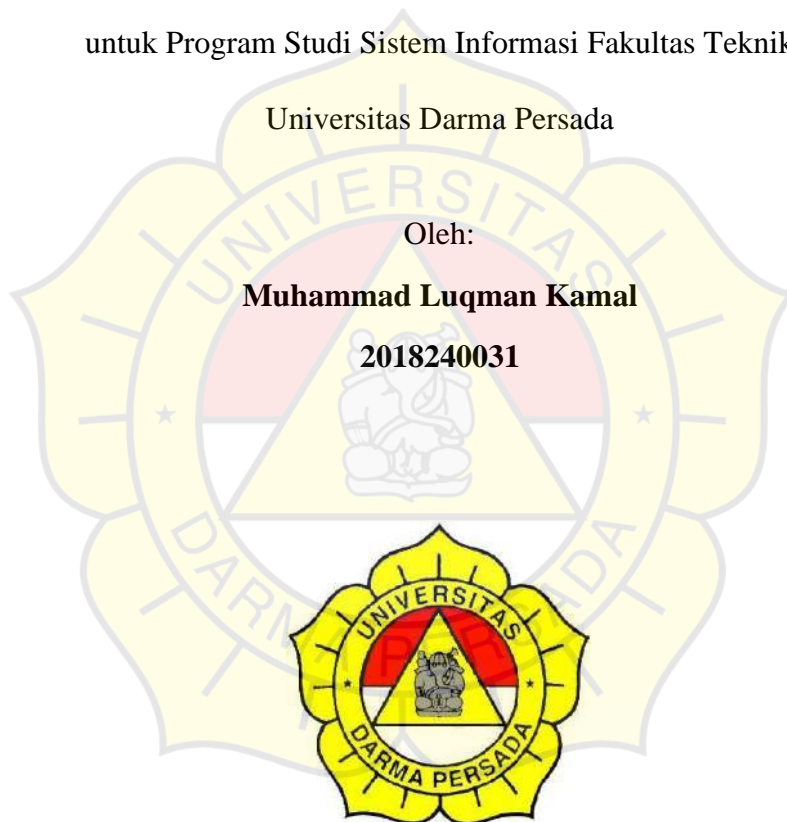 untuk Program Studi Sistem Informasi Fakultas Teknik
Universitas Darma Persada
Oleh:
Muhammad Luqman Kamal
2018240031
UNIVERSITAS
DARMA PERSADA
UNIVERSITAS
DARMA PERSADA